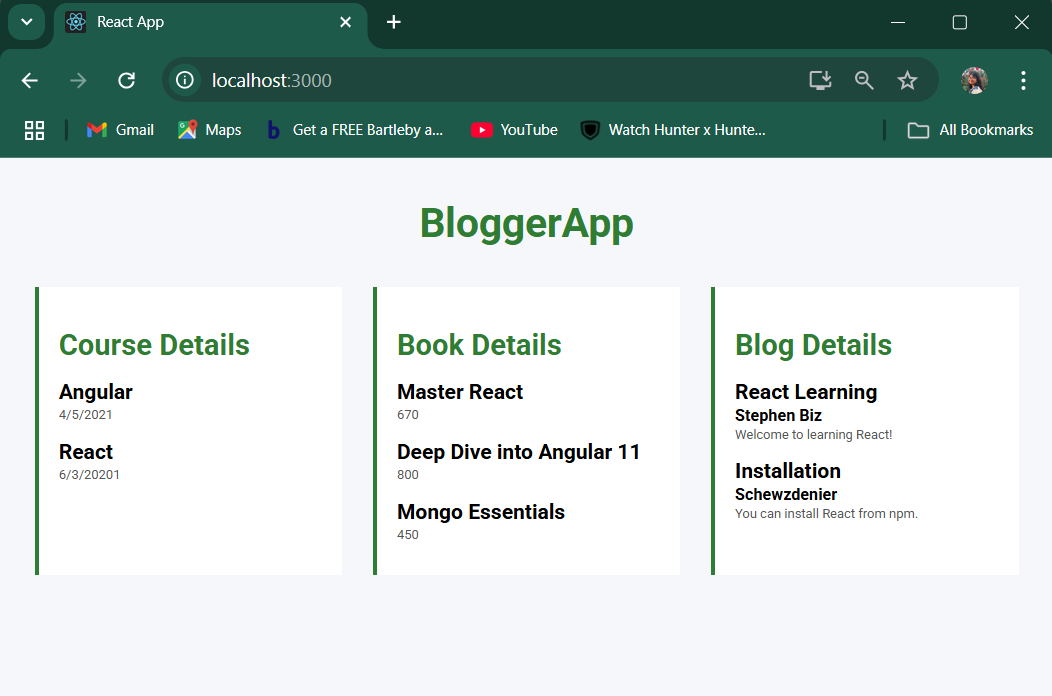 React App
localhost:3000
Gmail
Maps
b
Get a FREE Bartleby a...
YouTube
Watch Hunter x Hunte...
All Bookmarks
BloggerApp
Course Details
Angular
4/5/2021
React
6/3/20201
Book Details
Master React
670
Deep Dive into Angular 11
800
Mongo Essentials
450
Blog Details
React Learning
Stephen Biz
Welcome to learning React!
Installation
Schewzdenier
You can install React from npm.